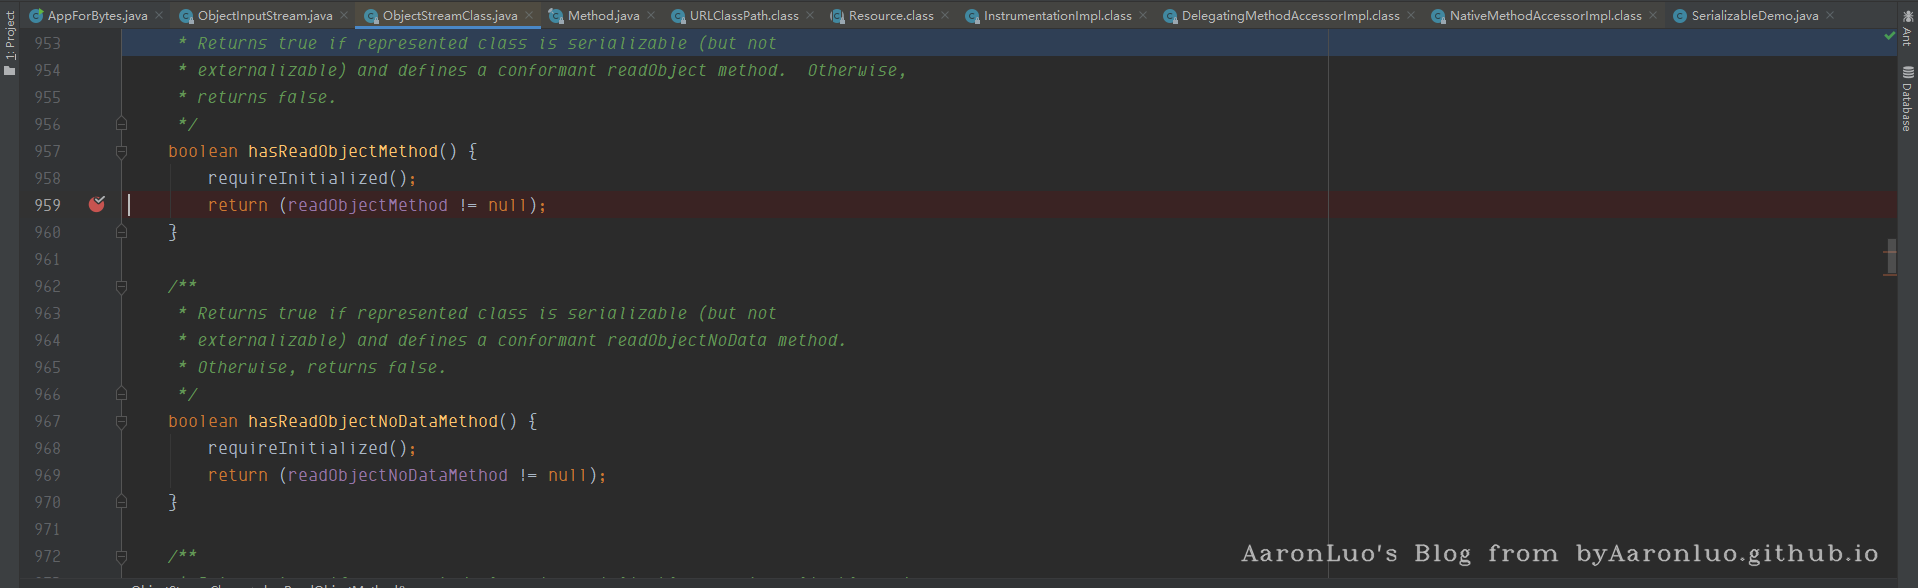 AppForBytes.java ObjectInputStream.java ObjectStreamClass.java Method.java URLClassPath.class Resource.class InstrumentationImpl.class DelegatingMethodAccessorImpl.class NativeMethodAccessorImpl.class SerializableDemo.java
1: Project
Ant
Database
953 * Returns true if represented class is serializable (but not
954 * externalizable) and defines a conformant readObject method.  Otherwise,
955 * returns false.
956 */
957 boolean hasReadObjectMethod() {
958 requireInitialized();
959 return (readObjectMethod != null);
960 }
961
962 /**
963 * Returns true if represented class is serializable (but not
964 * externalizable) and defines a conformant readObjectNoData method.
965 * Otherwise, returns false.
966 */
967 boolean hasReadObjectNoDataMethod() {
968 requireInitialized();
969 return (readObjectNoDataMethod != null);
970 }
971
972 /**
AaronLuo's Blog from byAaronluo.github.io